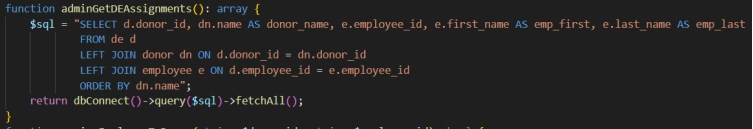 function adminGetDEAssignments(): array {
    $sql = "SELECT d.donor_id, dn.name AS donor_name, e.employee_id, e.first_name AS emp_first, e.last_name AS emp_last
            FROM de d
            LEFT JOIN donor dn ON d.donor_id = dn.donor_id
            LEFT JOIN employee e ON d.employee_id = e.employee_id
            ORDER BY dn.name";
    return dbConnect()->query($sql)->fetchAll();
}